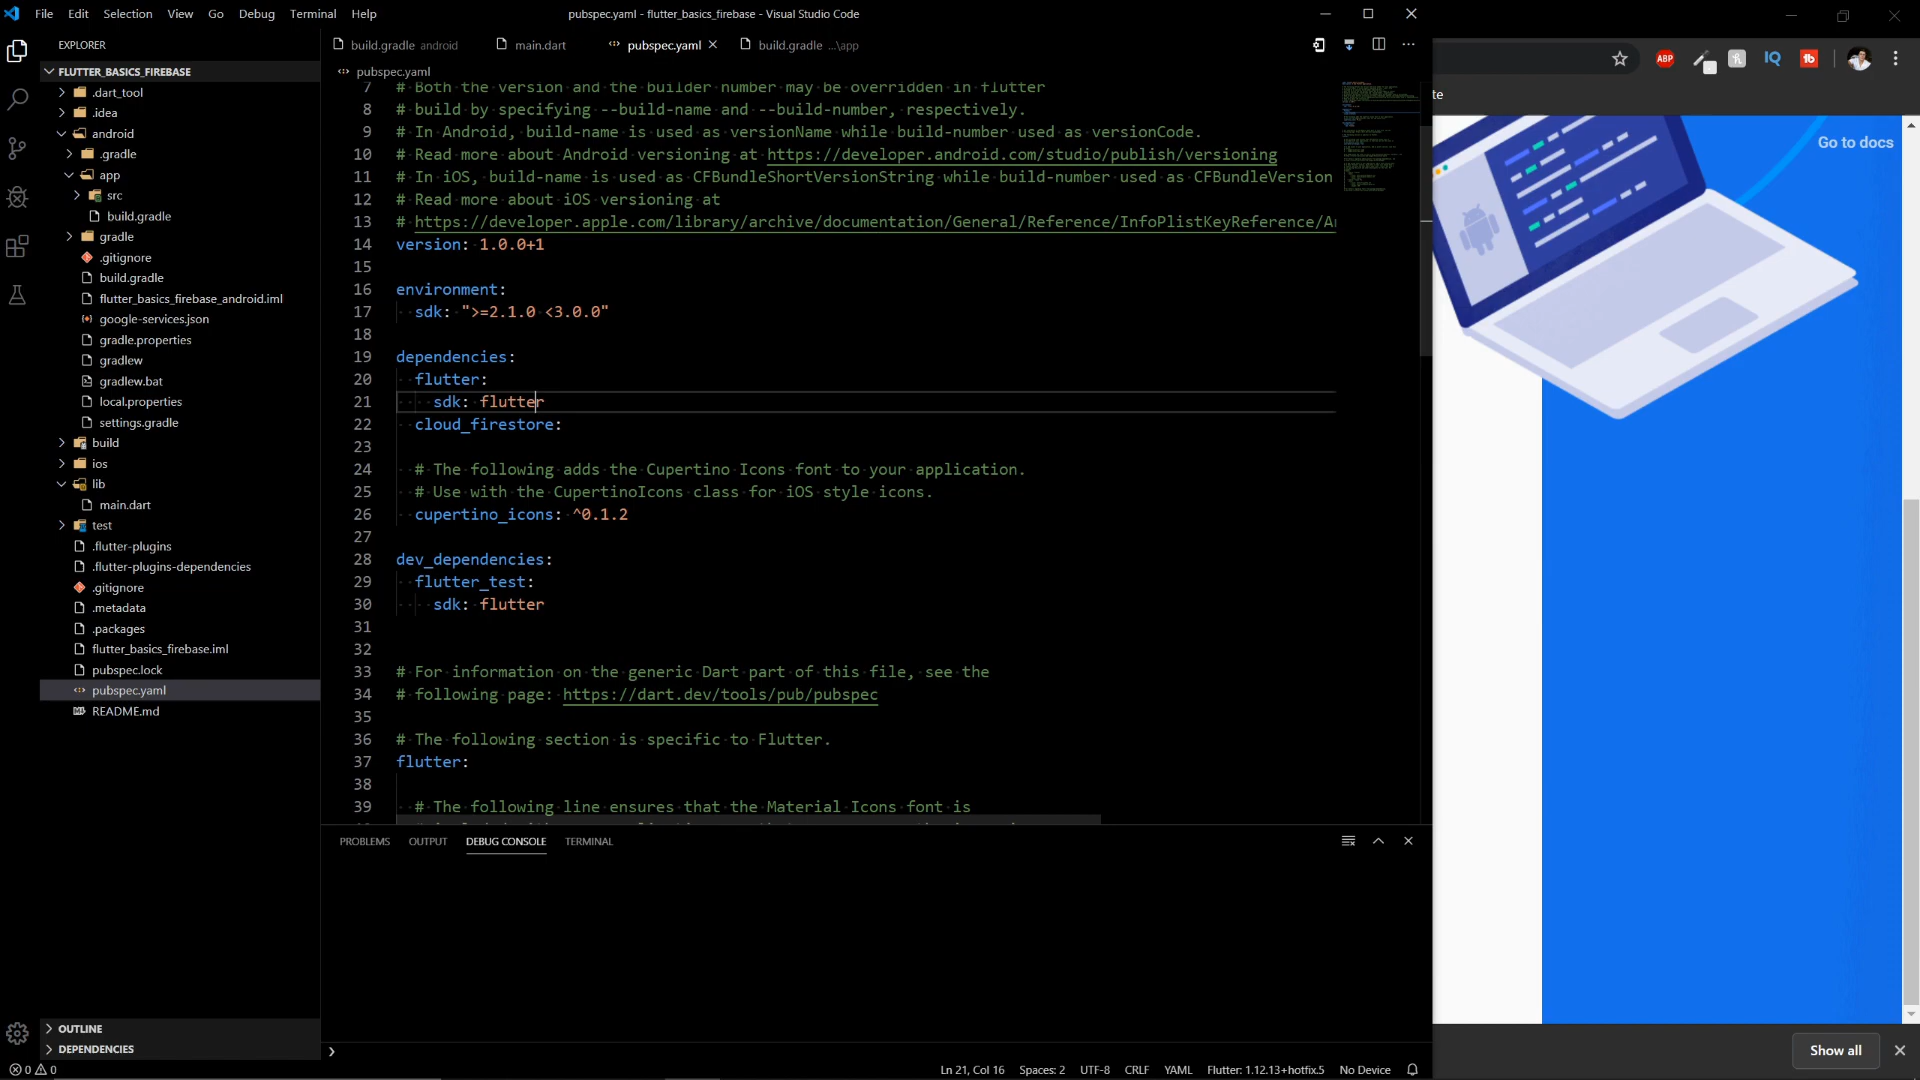 File Edit Selection View Go Debug Terminal Help
pubspec.yaml - flutter_basics_firebase - Visual Studio Code
EXPLORER
FLUTTER_BASICS_FIREBASE
.dart_tool
.idea
android
.gradle
app
src
build.gradle
gradle
.gitignore
build.gradle
flutter_basics_firebase_android.iml
google-services.json
gradle.properties
gradlew
gradlew.bat
local.properties
settings.gradle
build
ios
lib
main.dart
test
.flutter-plugins
.flutter-plugins-dependencies
.gitignore
.metadata
.packages
flutter_basics_firebase.iml
pubspec.lock
pubspec.yaml
README.md
OUTLINE
DEPENDENCIES
build.gradle android main.dart pubspec.yaml build.gradle ...\app
pubspec.yaml
7 # Both the version and the builder number may be overridden in flutter
8 # build by specifying --build-name and --build-number, respectively.
9 # In Android, build-name is used as versionName while build-number used as versionCode.
10 # Read more about Android versioning at https://developer.android.com/studio/publish/versioning
11 # In iOS, build-name is used as CFBundleShortVersionString while build-number used as CFBundleVersion
12 # Read more about iOS versioning at
13 # https://developer.apple.com/library/archive/documentation/General/Reference/InfoPlistKeyReference/Ar
14 version: 1.0.0+1
15
16 environment:
17 sdk: ">=2.1.0 <3.0.0"
18
19 dependencies:
20 flutter:
21 sdk: flutter
22 cloud_firestore:
23
24 # The following adds the Cupertino Icons font to your application.
25 # Use with the CupertinoIcons class for iOS style icons.
26 cupertino_icons: ^0.1.2
27
28 dev_dependencies:
29 flutter_test:
30 sdk: flutter
31
32
33 # For information on the generic Dart part of this file, see the
34 # following page: https://dart.dev/tools/pub/pubspec
35
36 # The following section is specific to Flutter.
37 flutter:
38
39 # The following line ensures that the Material Icons font is
PROBLEMS OUTPUT DEBUG CONSOLE TERMINAL
0 0
Ln 21, Col 16 Spaces: 2 UTF-8 CRLF YAML Flutter: 1.12.13+hotfix.5 No Device
ABP
IQ
tb
te
Go to docs
Show all